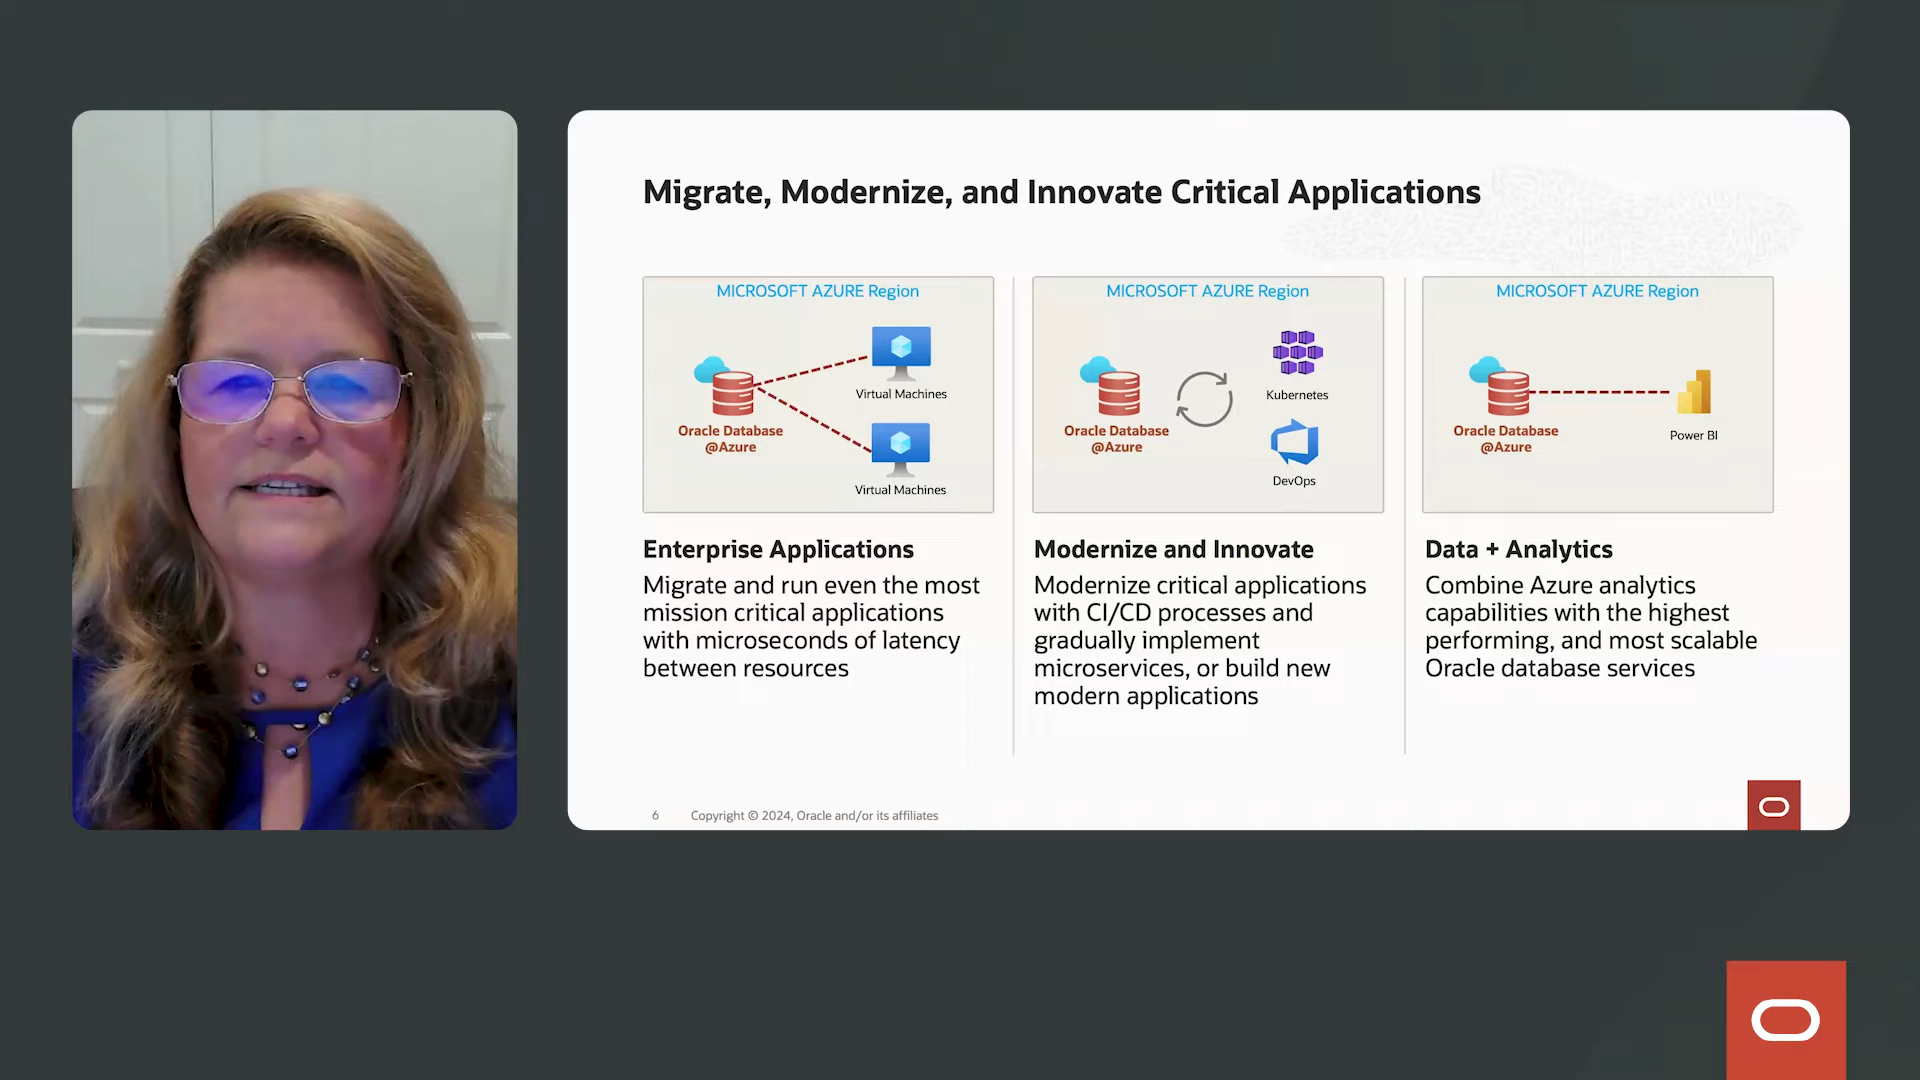 Migrate, Modernize, and Innovate Critical Applications
MICROSOFT AZURE Region
Virtual Machines
Oracle Database
@Azure
Virtual Machines
Enterprise Applications
Migrate and run even the most
mission critical applications
with microseconds of latency
between resources
MICROSOFT AZURE Region
Kubernetes
Oracle Database
@Azure
DevOps
Modernize and Innovate
Modernize critical applications
with CI/CD processes and
gradually implement
microservices, or build new
modern applications
MICROSOFT AZURE Region
Oracle Database
@Azure
Power BI
Data + Analytics
Combine Azure analytics
capabilities with the highest
performing, and most scalable
Oracle database services
6 Copyright © 2024, Oracle and/or its affiliates